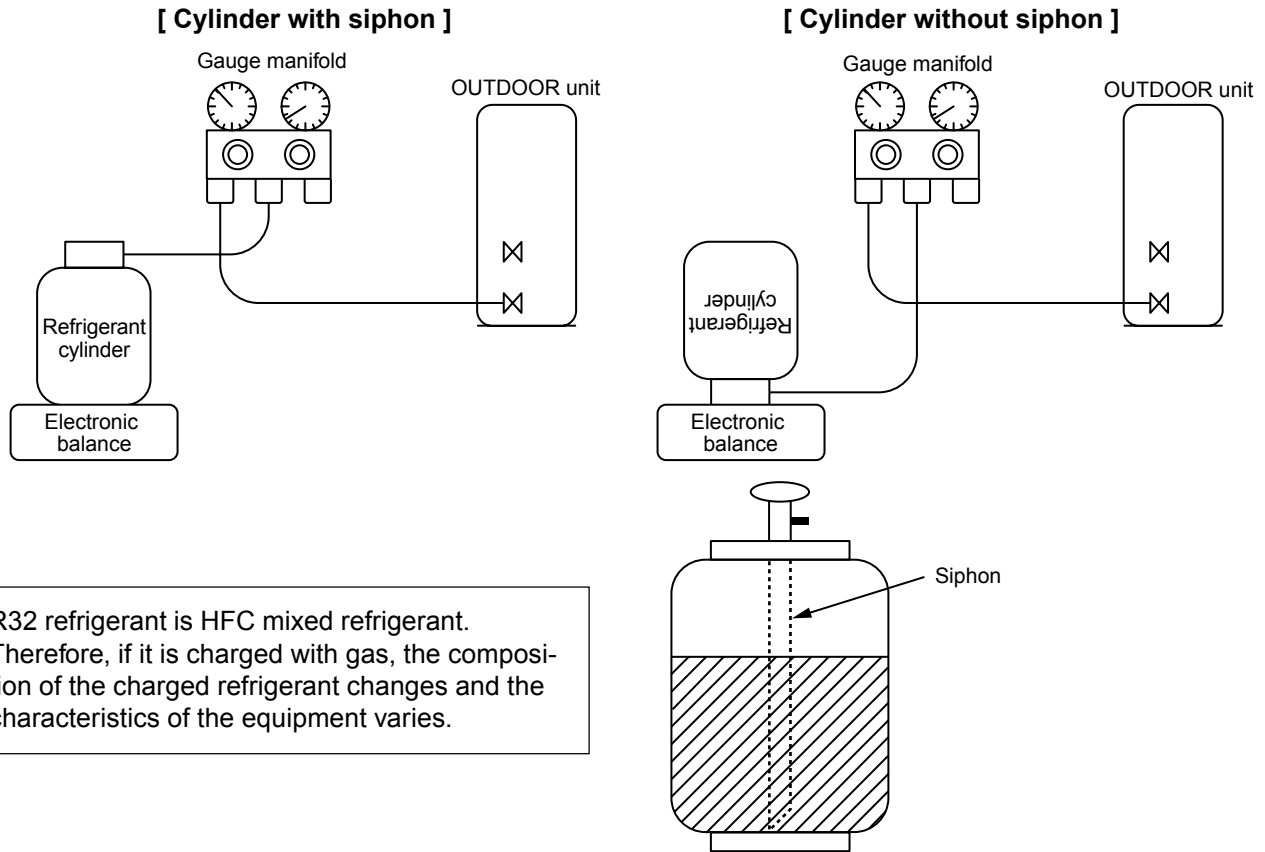 [ Cylinder with siphon ]
Gauge manifold
OUTDOOR unit
Refrigerant
cylinder
Electronic
balance
[ Cylinder without siphon ]
Gauge manifold
OUTDOOR unit
Refrigerant
cylinder
Electronic
balance
Siphon
R32 refrigerant is HFC mixed refrigerant.
Therefore, if it is charged with gas, the composi-
tion of the charged refrigerant changes and the
characteristics of the equipment varies.